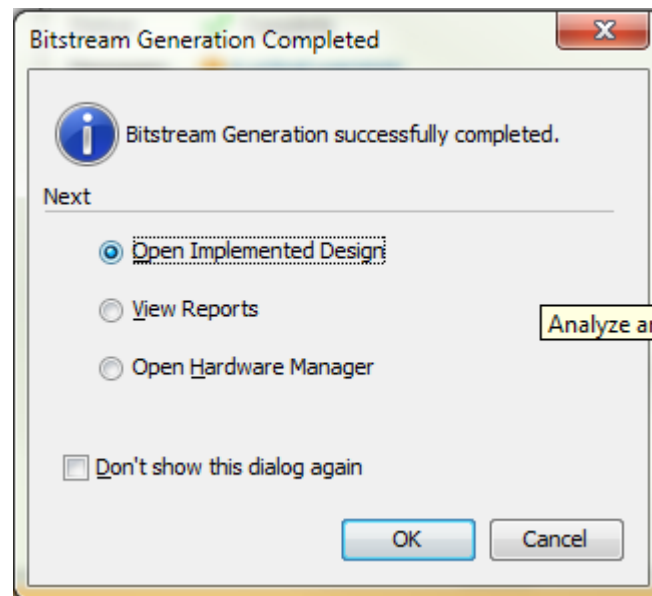 Bitstream Generation Completed
Bitstream Generation successfully completed.
Next
Open Implemented Design
View Reports
Analyze
Open Hardware Manager
Don't show this dialog again
OK
Cancel